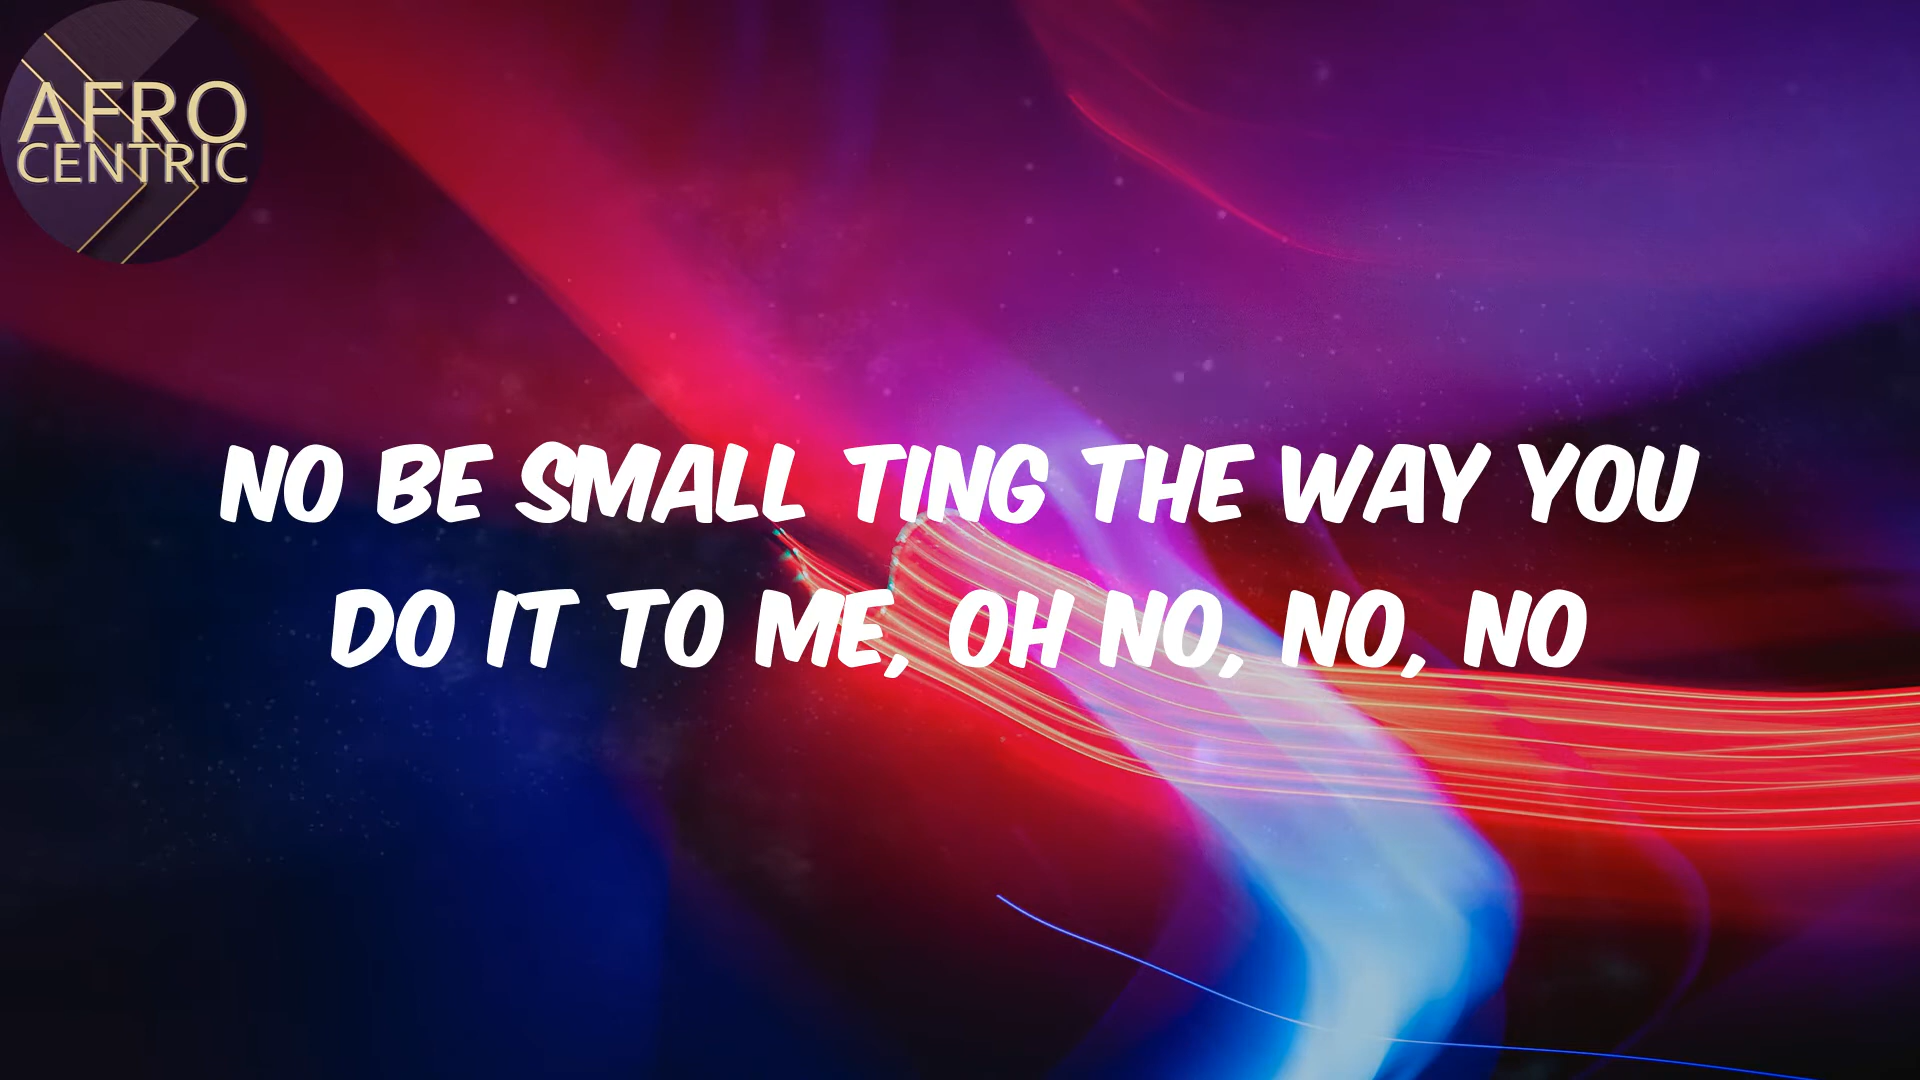 AFRO
CENTRIC
NO BE SMALL TING THE WAY YOU
DO IT TO ME, OH NO, NO, NO